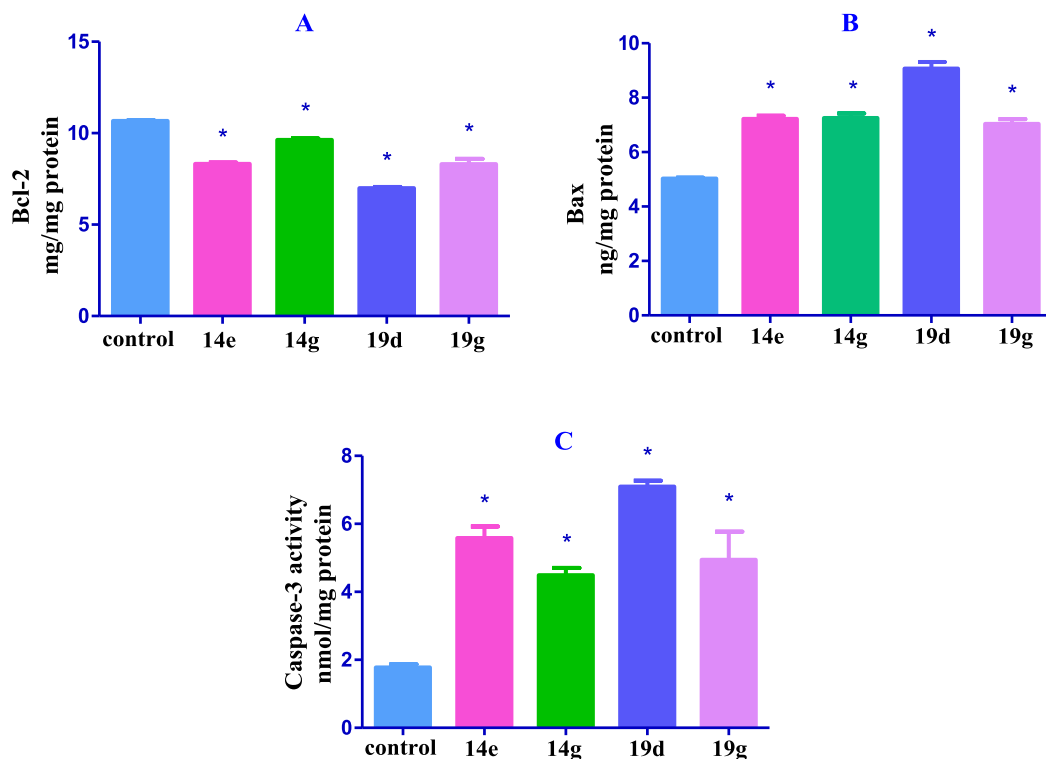 A
Bcl-2
mg/mg protein
15
10
5
0
*
*
*
*
control 14e 14g 19d 19g
B
Bax
ng/mg protein
10
8
6
4
2
0
*
*
*
*
control 14e 14g 19d 19g
C
Caspase-3 activity
nmol/mg protein
8
6
4
2
0
*
*
*
*
control 14e 14g 19d 19g